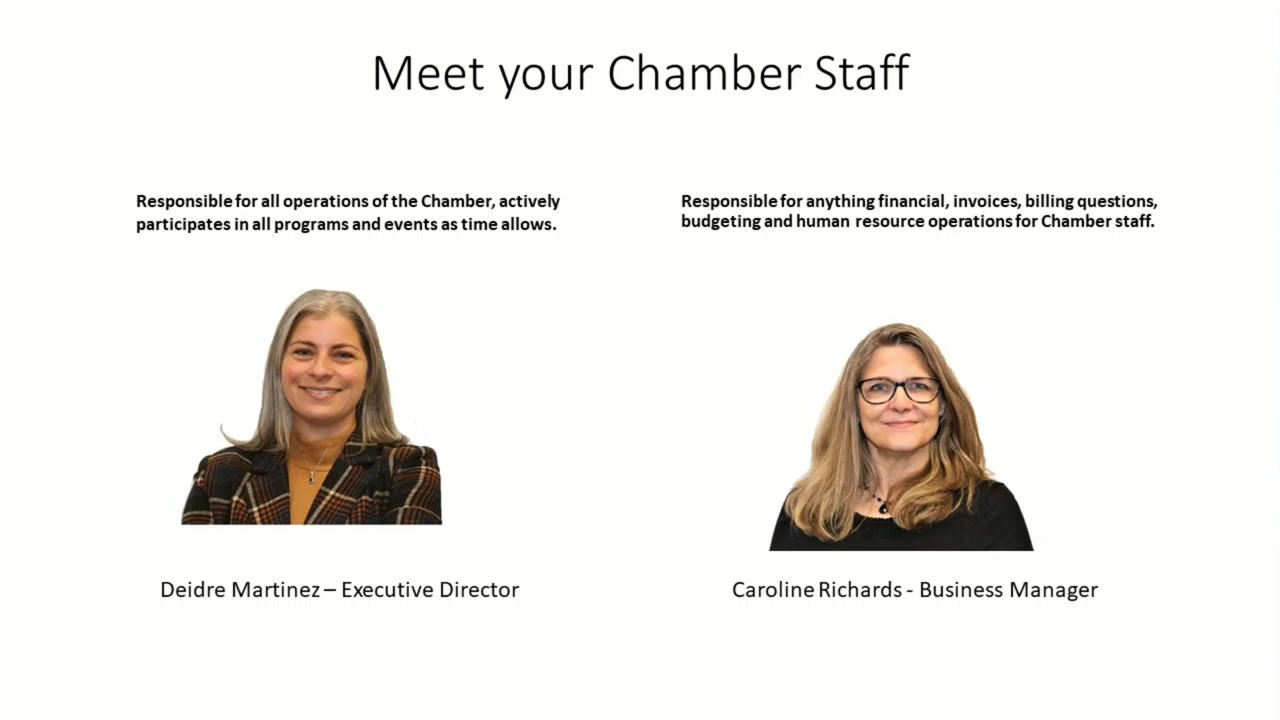 Meet your Chamber Staff
Responsible for all operations of the Chamber, actively
participates in all programs and events as time allows.
Responsible for anything financial, invoices, billing questions,
budgeting and human resource operations for Chamber staff.
Deidre Martinez – Executive Director
Caroline Richards - Business Manager